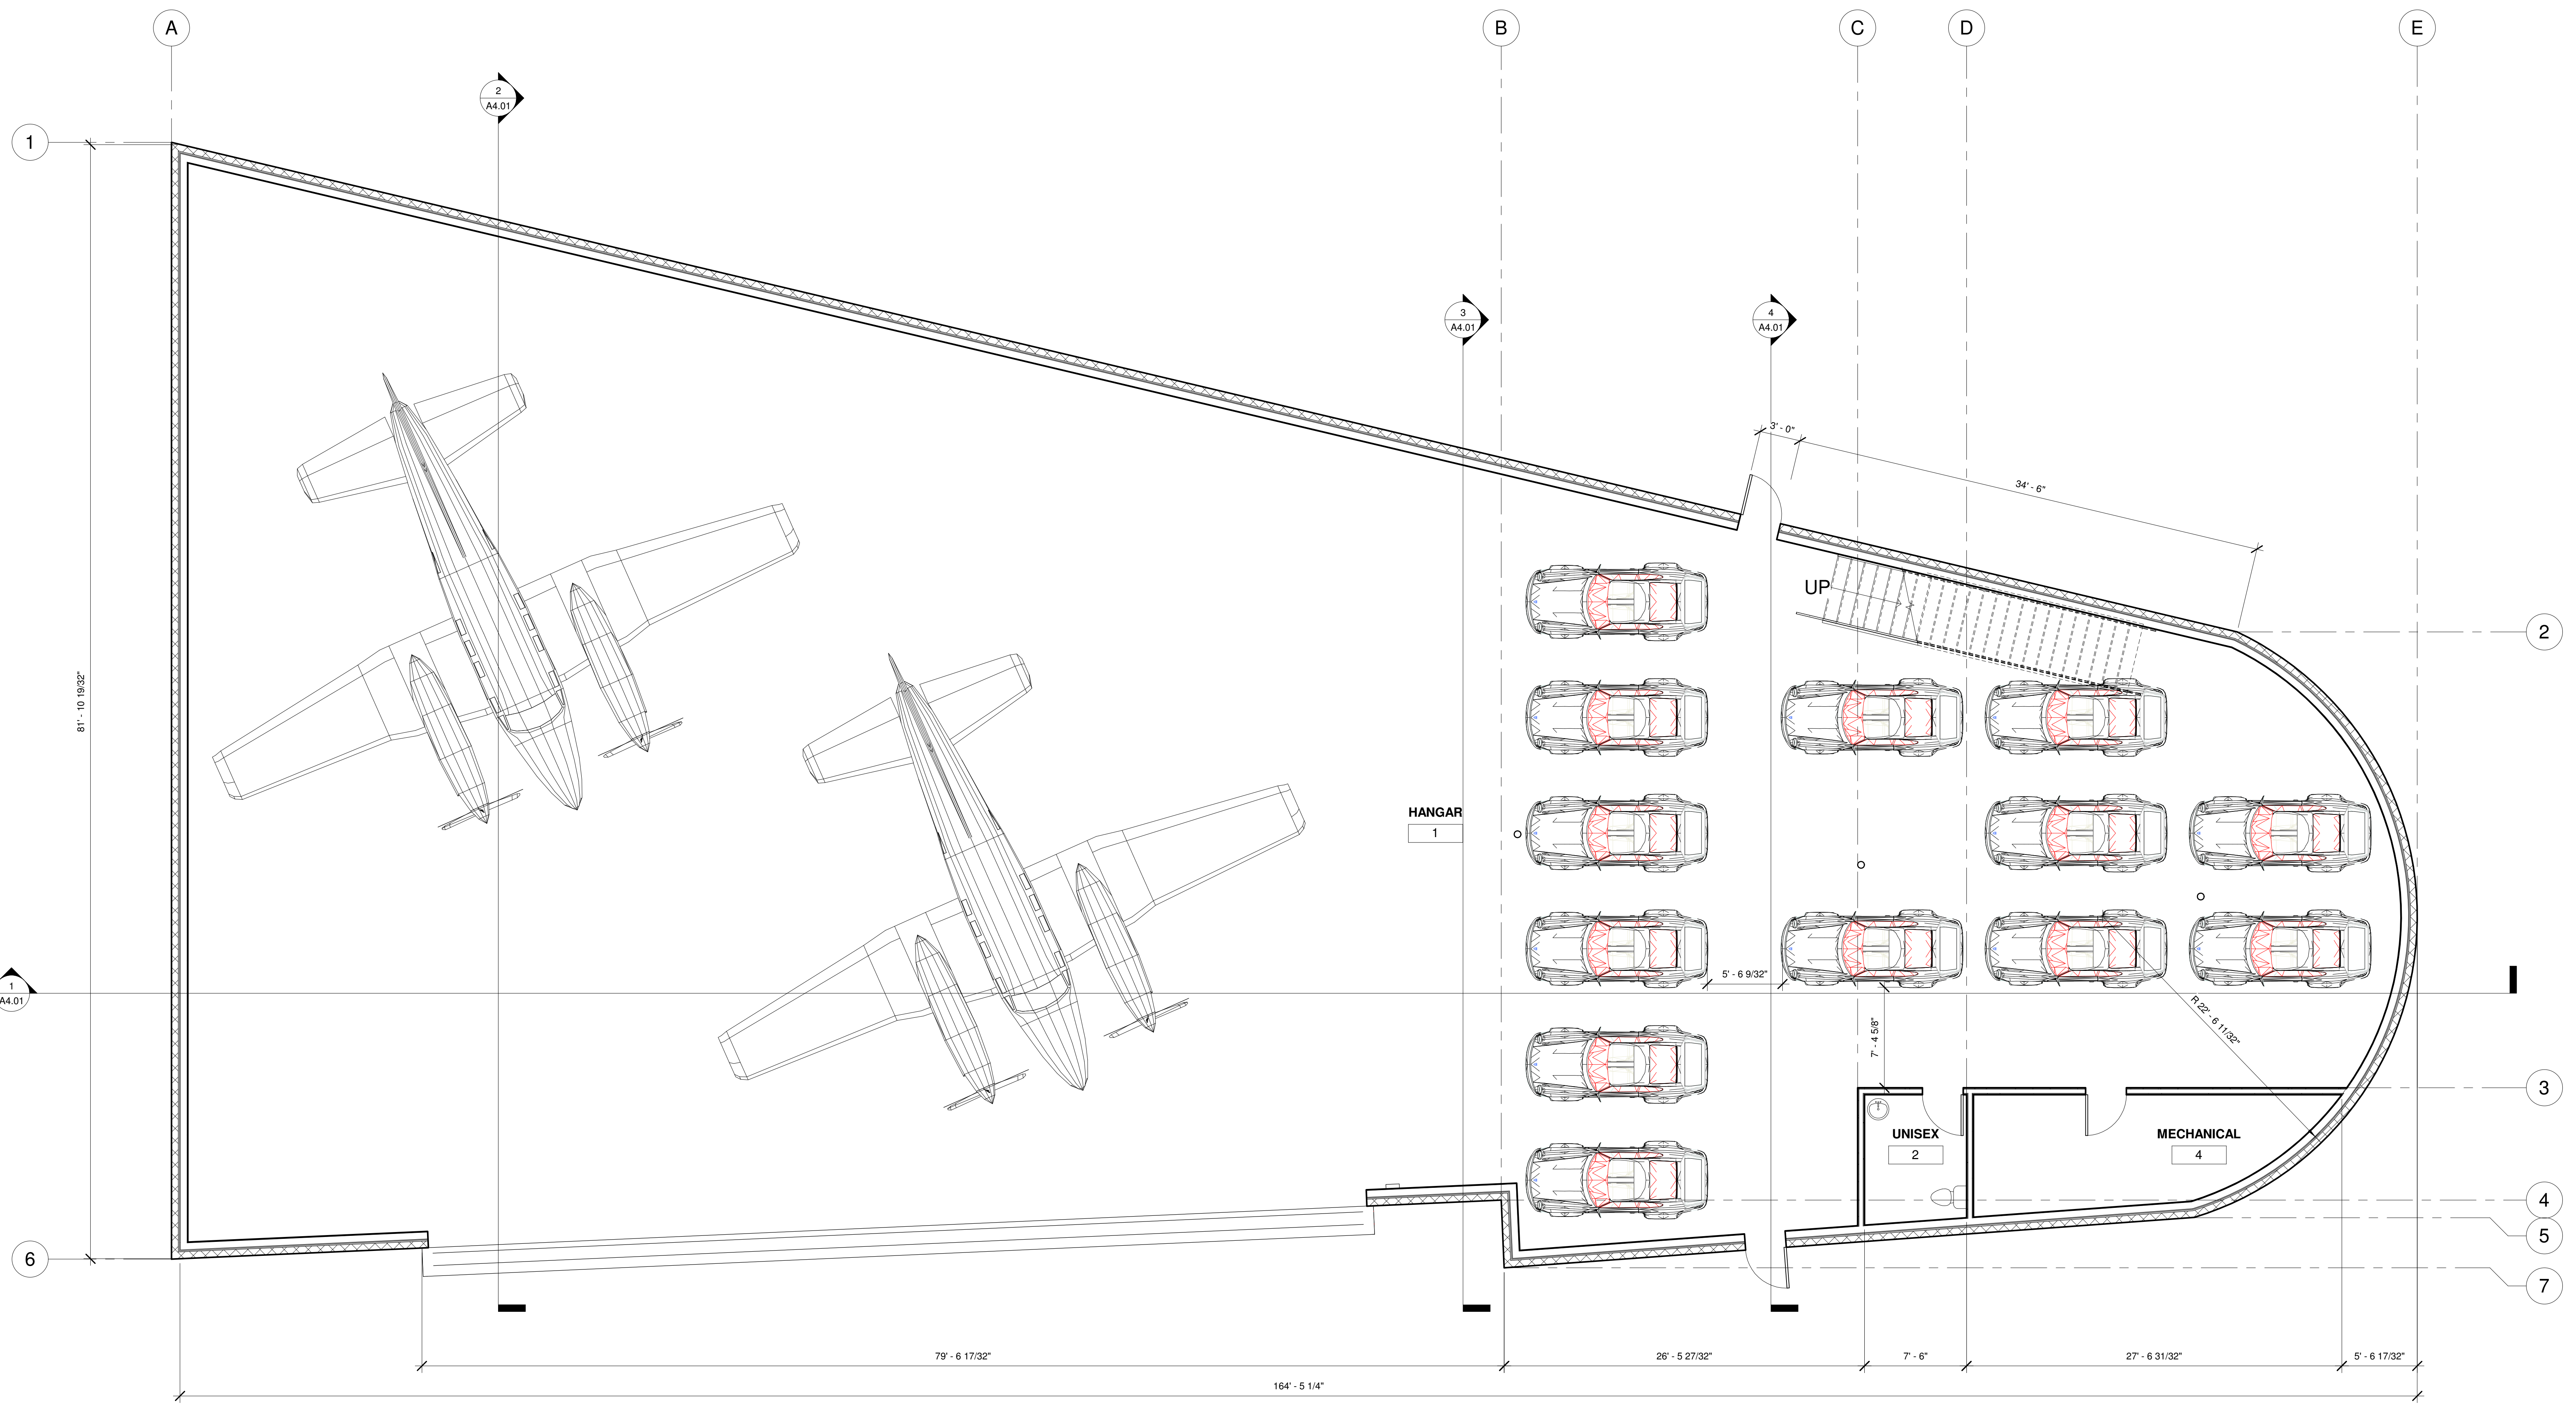 A
B
C
D
E
2
A4.01
1
3
A4.01
4
A4.01
3' - 0"
34' - 6"
UP
2
81' - 10 19/32"
HANGAR
1
5' - 6 9/32"
1
A4.01
R 22' - 6 11/32"
7' - 4 5/8"
3
UNISEX
2
MECHANICAL
4
4
5
6
7
79' - 6 17/32"
26' - 5 27/32"
7' - 6"
27' - 6 31/32"
5' - 6 17/32"
164' - 5 1/4"